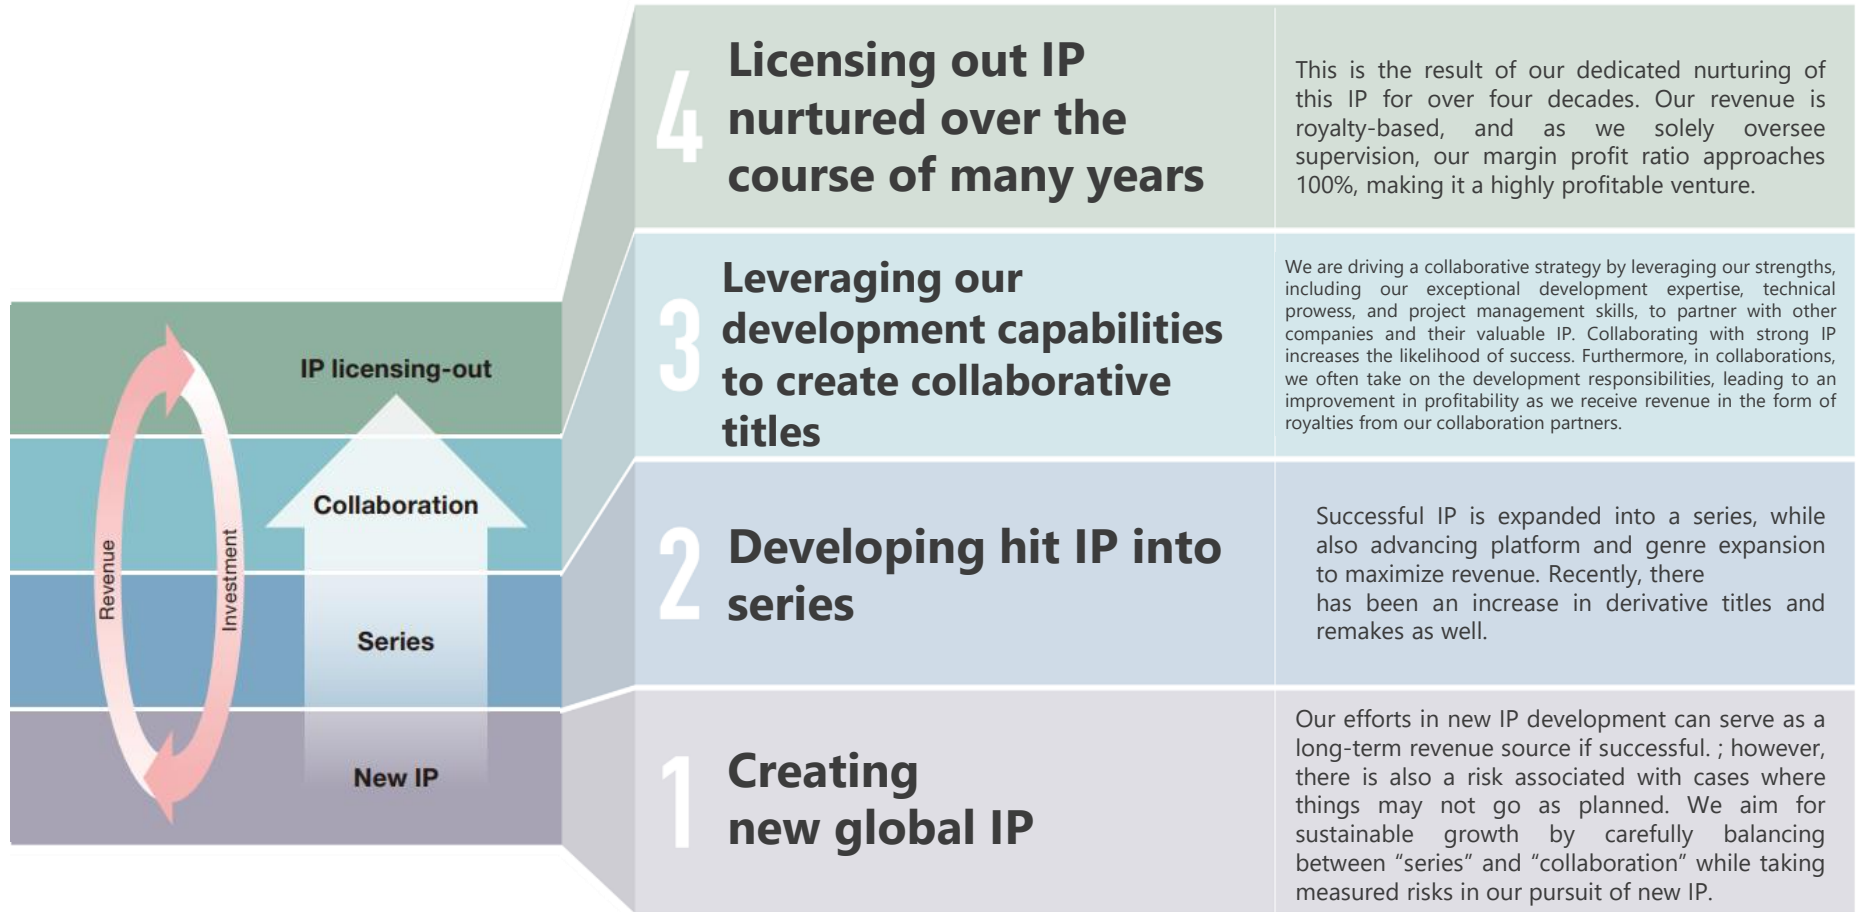 IP licensing-out
Collaboration
Series
New IP
Revenue
Investment
4
Licensing out IP
nurtured over the
course of many years
This is the result of our dedicated nurturing of
this IP for over four decades. Our revenue is
royalty-based, and as we solely oversee
supervision, our margin profit ratio approaches
100%, making it a highly profitable venture.
3
Leveraging our
development capabilities
to create collaborative
titles
We are driving a collaborative strategy by leveraging our strengths,
including our exceptional development expertise, technical
prowess, and project management skills, to partner with other
companies and their valuable IP. Collaborating with strong IP
increases the likelihood of success. Furthermore, in collaborations,
we often take on the development responsibilities, leading to an
improvement in profitability as we receive revenue in the form of
royalties from our collaboration partners.
2
Developing hit IP into
series
Successful IP is expanded into a series, while
also advancing platform and genre expansion
to maximize revenue. Recently, there
has been an increase in derivative titles and
remakes as well.
1
Creating
new global IP
Our efforts in new IP development can serve as a
long-term revenue source if successful. ; however,
there is also a risk associated with cases where
things may not go as planned. We aim for
sustainable growth by carefully balancing
between “series” and “collaboration” while taking
measured risks in our pursuit of new IP.